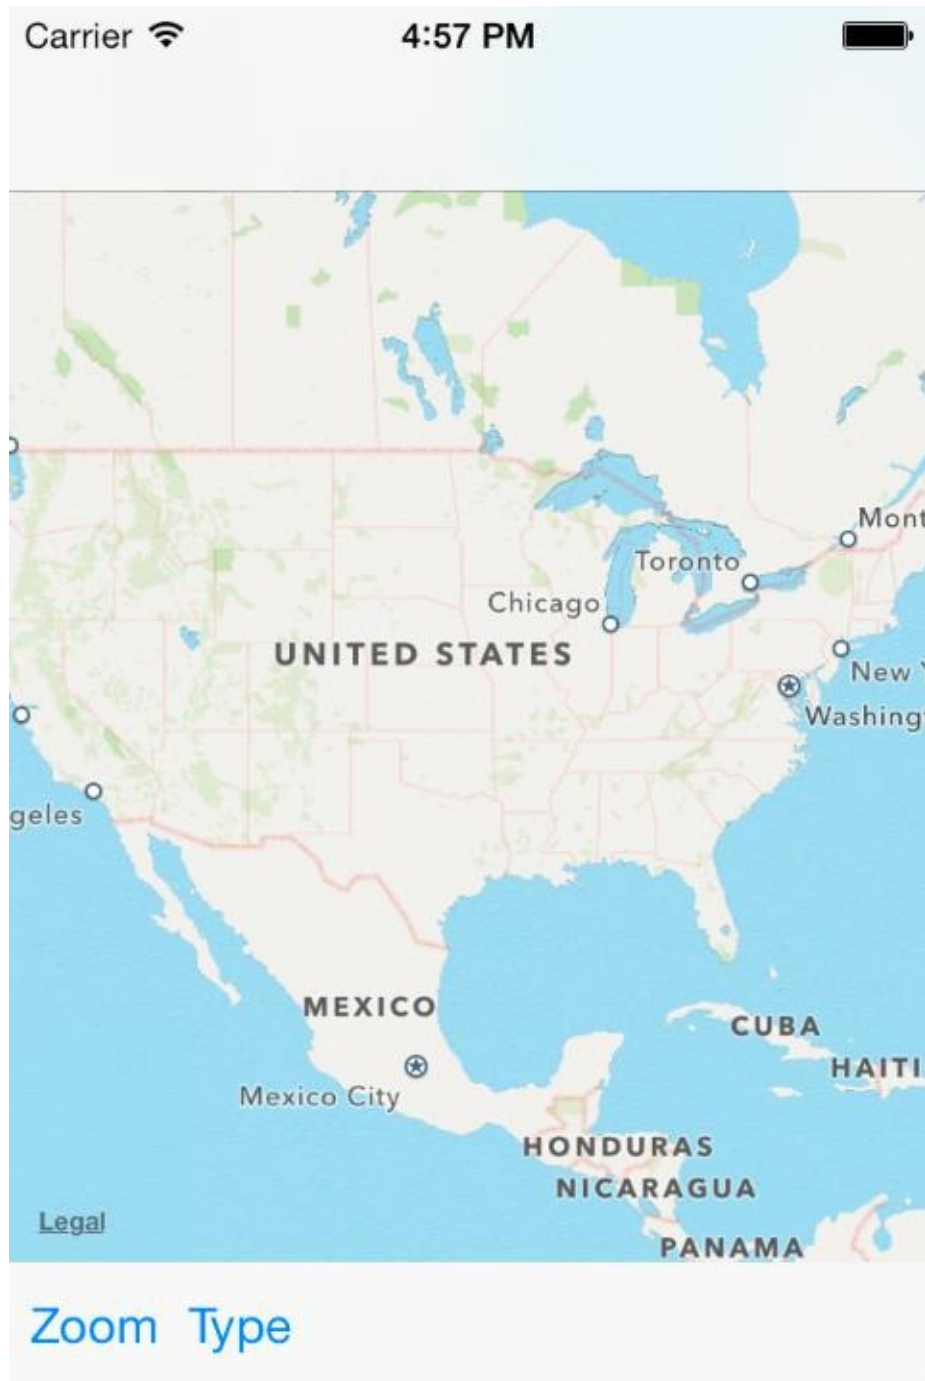 Carrier 4:57 PM
Mont
Toronto
Chicago
UNITED STATES
New Y
Washing
geles
MEXICO
CUBA
HAITI
Mexico City
HONDURAS
NICARAGUA
Legal
PANAMA
Zoom Type